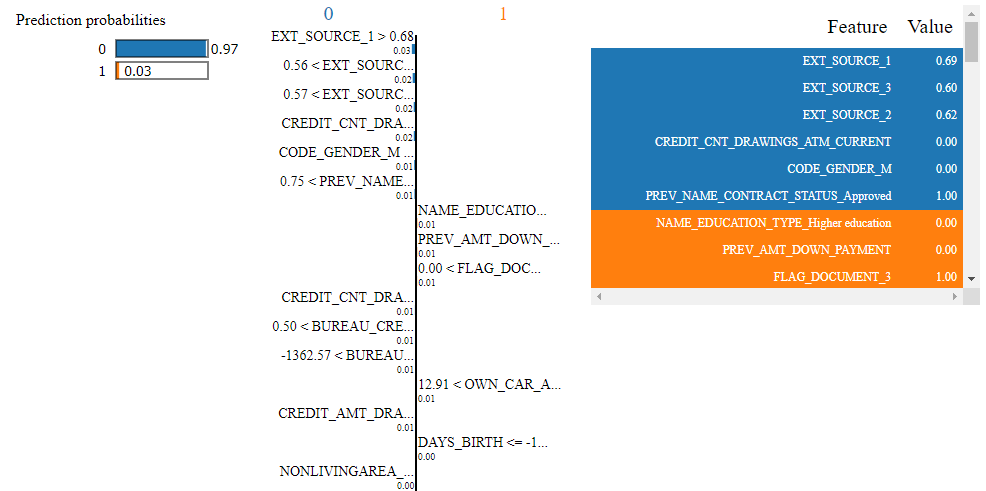 Prediction probabilities
0 0.97
1 0.03
0 1
EXT_SOURCE_1 > 0.68
0.03
0.56 < EXT_SOURC...
0.02
0.57 < EXT_SOURC...
0.02
CREDIT_CNT_DRA...
0.02
CODE_GENDER_M ...
0.01
0.75 < PREV_NAME...
0.01
NAME_EDUCATIO...
0.01
PREV_AMT_DOWN_...
0.01
0.00 < FLAG_DOC...
0.01
CREDIT_CNT_DRA...
0.01
0.50 < BUREAU_CRE...
0.01
-1362.57 < BUREAU...
0.01
12.91 < OWN_CAR_A...
0.01
CREDIT_AMT_DRA...
0.01
DAYS_BIRTH <= -1...
0.00
NONLIVINGAREA_...
0.00
Feature Value
EXT_SOURCE_1 0.69
EXT_SOURCE_3 0.60
EXT_SOURCE_2 0.62
CREDIT_CNT_DRAWINGS_ATM_CURRENT 0.00
CODE_GENDER_M 0.00
PREV_NAME_CONTRACT_STATUS_Approved 1.00
NAME_EDUCATION_TYPE_Higher education 0.00
PREV_AMT_DOWN_PAYMENT 0.00
FLAG_DOCUMENT_3 1.00